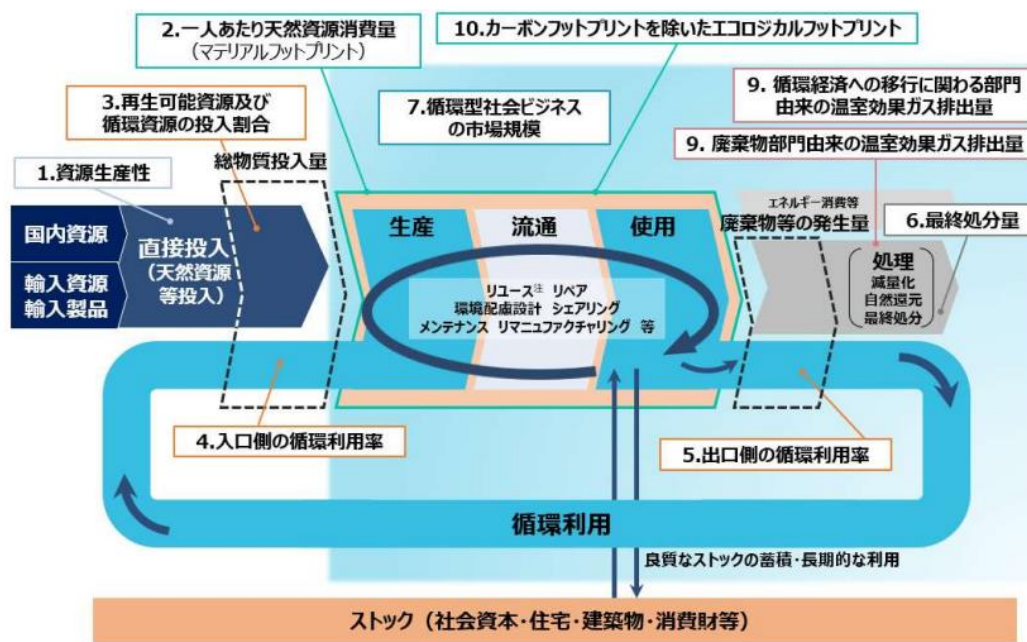 2.一人あたり天然資源消費量
（マテリアルフットプリント）
10.カーボンフットプリントを除いたエコロジカルフットプリント
3.再生可能資源及び
循環資源の投入割合
7.循環型社会ビジネス
の市場規模
9. 循環経済への移行に関わる部門
由来の温室効果ガス排出量
9. 廃棄物部門由来の温室効果ガス排出量
1.資源生産性
総物質投入量
エネルギー消費等
廃棄物等の発生量
6.最終処分量
国内資源
輸入資源
輸入製品
直接投入
（天然資源
等投入）
生産
流通
使用
処理
減量化
自然還元
最終処分
リユース注 リペア
環境配慮設計 シェアリング
メンテナンス リマニュファクチャリング 等
4.入口側の循環利用率
5.出口側の循環利用率
循環利用
良質なストックの蓄積・長期的な利用
ストック（社会資本・住宅・建築物・消費財等）